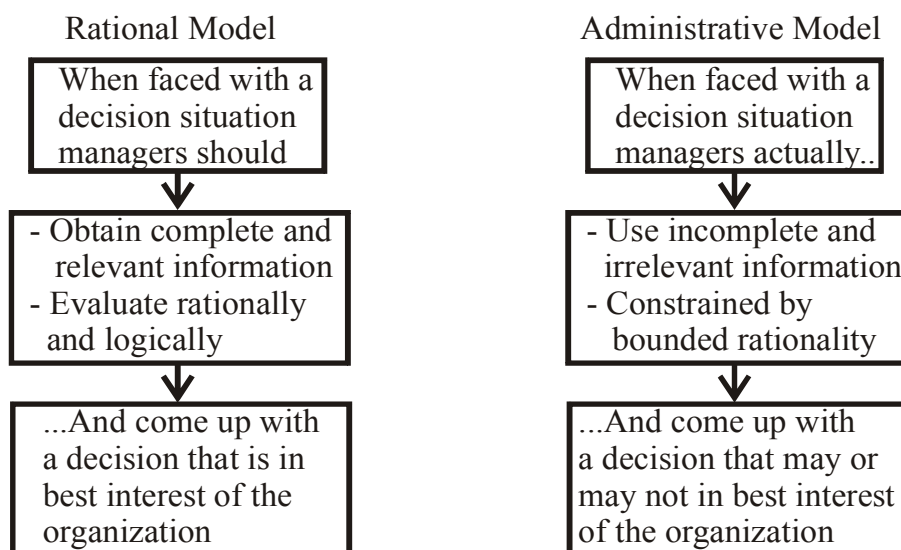 Rational Model
When faced with a
decision situation
managers should
- Obtain complete and
relevant information
- Evaluate rationally
and logically
...And come up with
a decision that is in
best interest of the
organization
Administrative Model
When faced with a
decision situation
managers actually..
- Use incomplete and
irrelevant information
- Constrained by
bounded rationality
...And come up with
a decision that may or
may not in best interest
of the organization